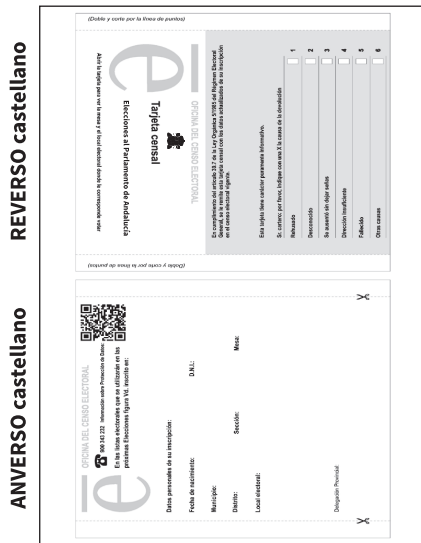 REVERSO castellano
(Doble y corte por la línea de puntos)
OFICINA DEL CENSO ELECTORAL
Tarjeta censal
Elecciones al Parlamento de Andalucía
Abrir la tarjeta para ver la mesa y el local electoral donde le corresponde votar
En cumplimiento del artículo 39.7 de la Ley Orgánica 5/1985 del Régimen Electoral
General, se le remite esta tarjeta censal con los datos actualizados de su inscripción
en el censo electoral vigente.
Esta tarjeta tiene carácter puramente informativo.
Sr. cartero: por favor, indique con una X la causa de la devolución
Rehusado 1
Desconocido 2
Se ausentó sin dejar señas 3
Dirección insuficiente 4
Fallecido 5
Otras causas 6
(Doble y corte por la línea de puntos)
ANVERSO castellano
OFICINA DEL CENSO ELECTORAL
900 343 232 Información sobre Protección de Datos:
En las listas electorales que se utilizarán en las
próximas Elecciones figura Vd. inscrito en:
Datos personales de su inscripción:
Fecha de nacimiento: D.N.I.:
Municipio:
Distrito: Sección: Mesa:
Local electoral:
Delegación Provincial: